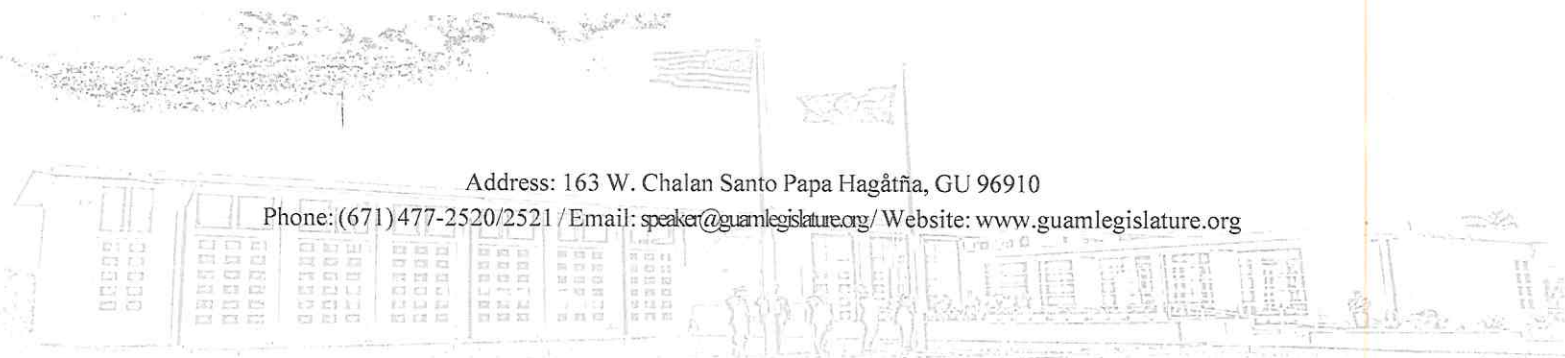 Address: 163 W. Chalan Santo Papa Hagåtña, GU 96910
Phone: (671) 477-2520/2521 / Email: speaker@guamlegislature.org/ Website: www.guamlegislature.org